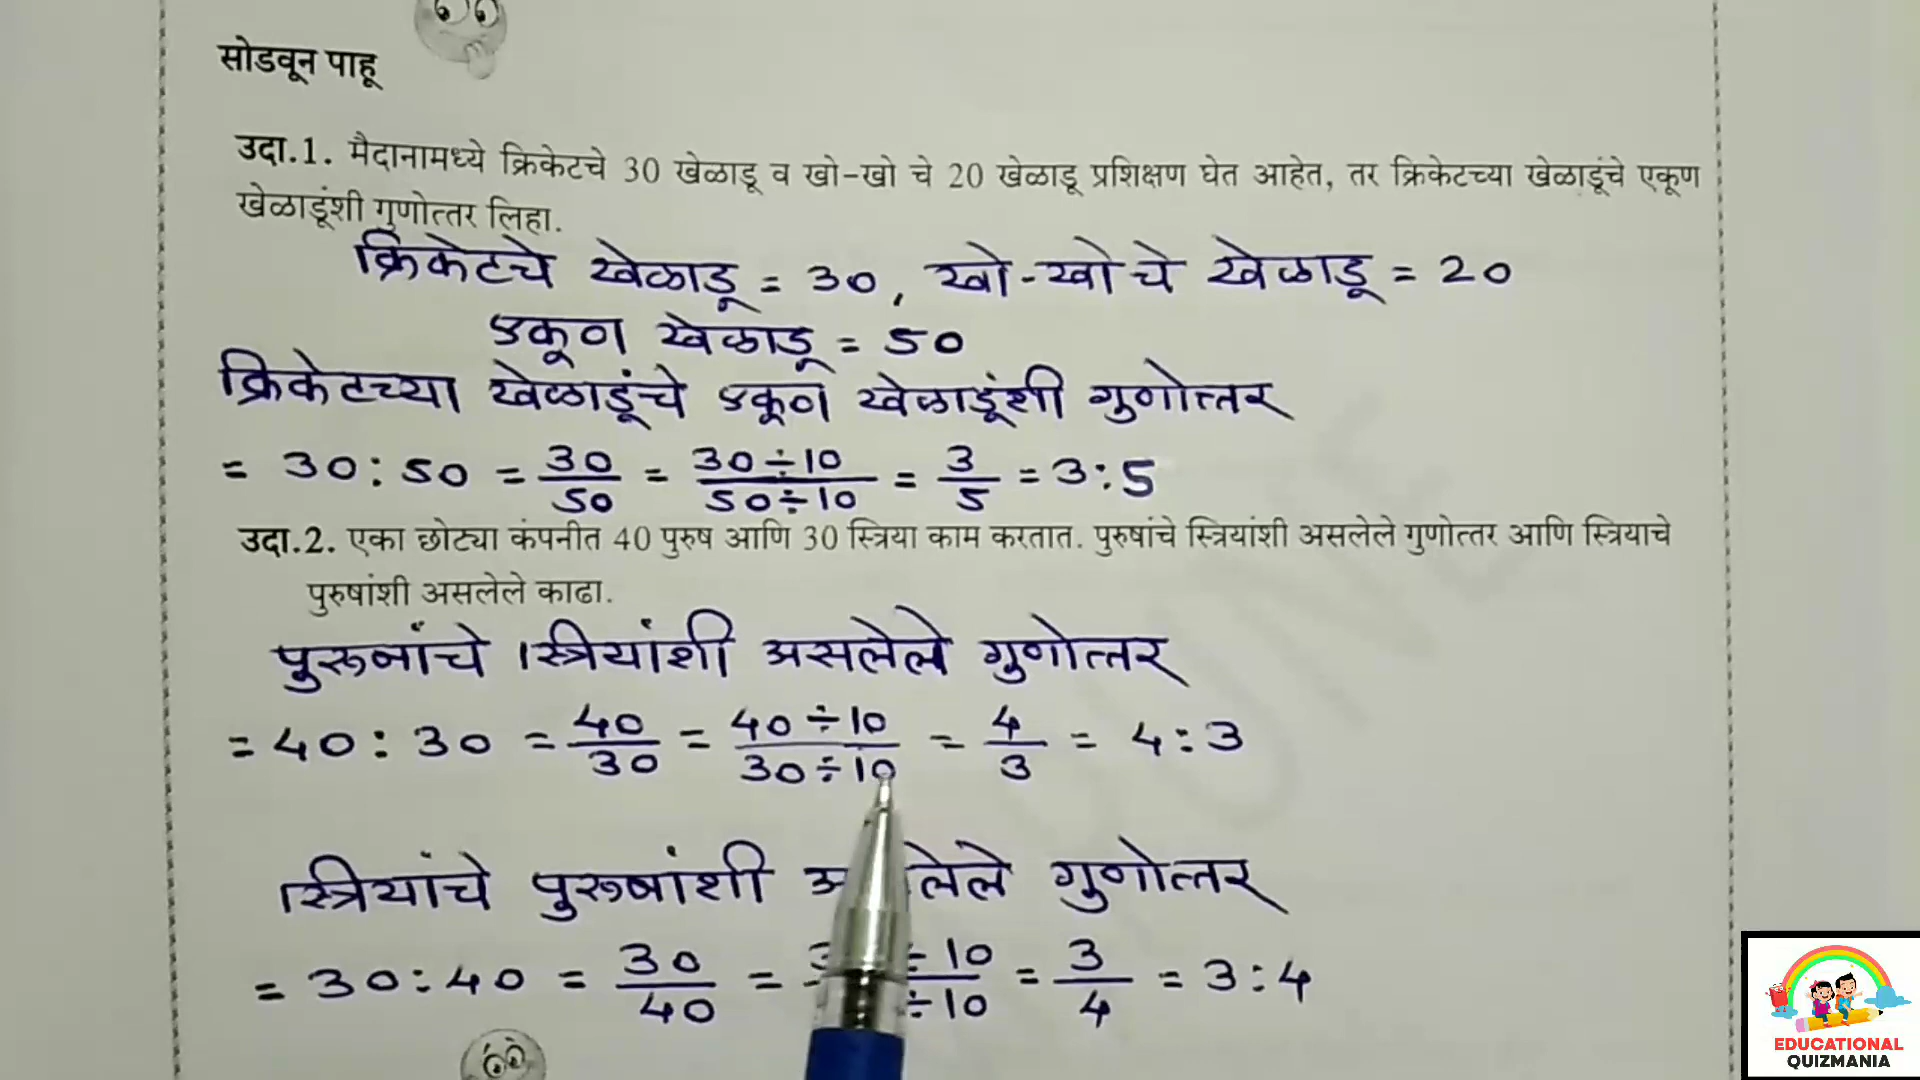 सोडवून पाहू
उदा.1. मैदानामध्ये क्रिकेटचे 30 खेळाडू व खो-खो चे 20 खेळाडू प्रशिक्षण घेत आहेत, तर क्रिकेटच्या खेळाडूंचे एकूण
खेळाडूंशी गुणोत्तर लिहा.
क्रिकेटचे खेळाडू = 30, खो-खो चे खेळाडू = 20
एकूण खेळाडू = 50
क्रिकेटच्या खेळाडूंचे एकूण खेळाडूंशी गुणोत्तर
= 30:50 = 30/50 = 30÷10/50÷10 = 3/5 = 3:5
उदा.2. एका छोट्या कंपनीत 40 पुरुष आणि 30 स्त्रिया काम करतात. पुरुषांचे स्त्रियांशी असलेले गुणोत्तर आणि स्त्रियाचे
पुरुषांशी असलेले काढा.
पुरूषांचे स्त्रियांशी असलेले गुणोत्तर
= 40:30 = 40/30 = 40÷10/30÷10 = 4/3 = 4:3
स्त्रियांचे पुरूषांशी लेले गुणोत्तर
= 30:40 = 30/40 = ÷10/÷10 = 3/4 = 3:4
EDUCATIONAL
QUIZMANIA